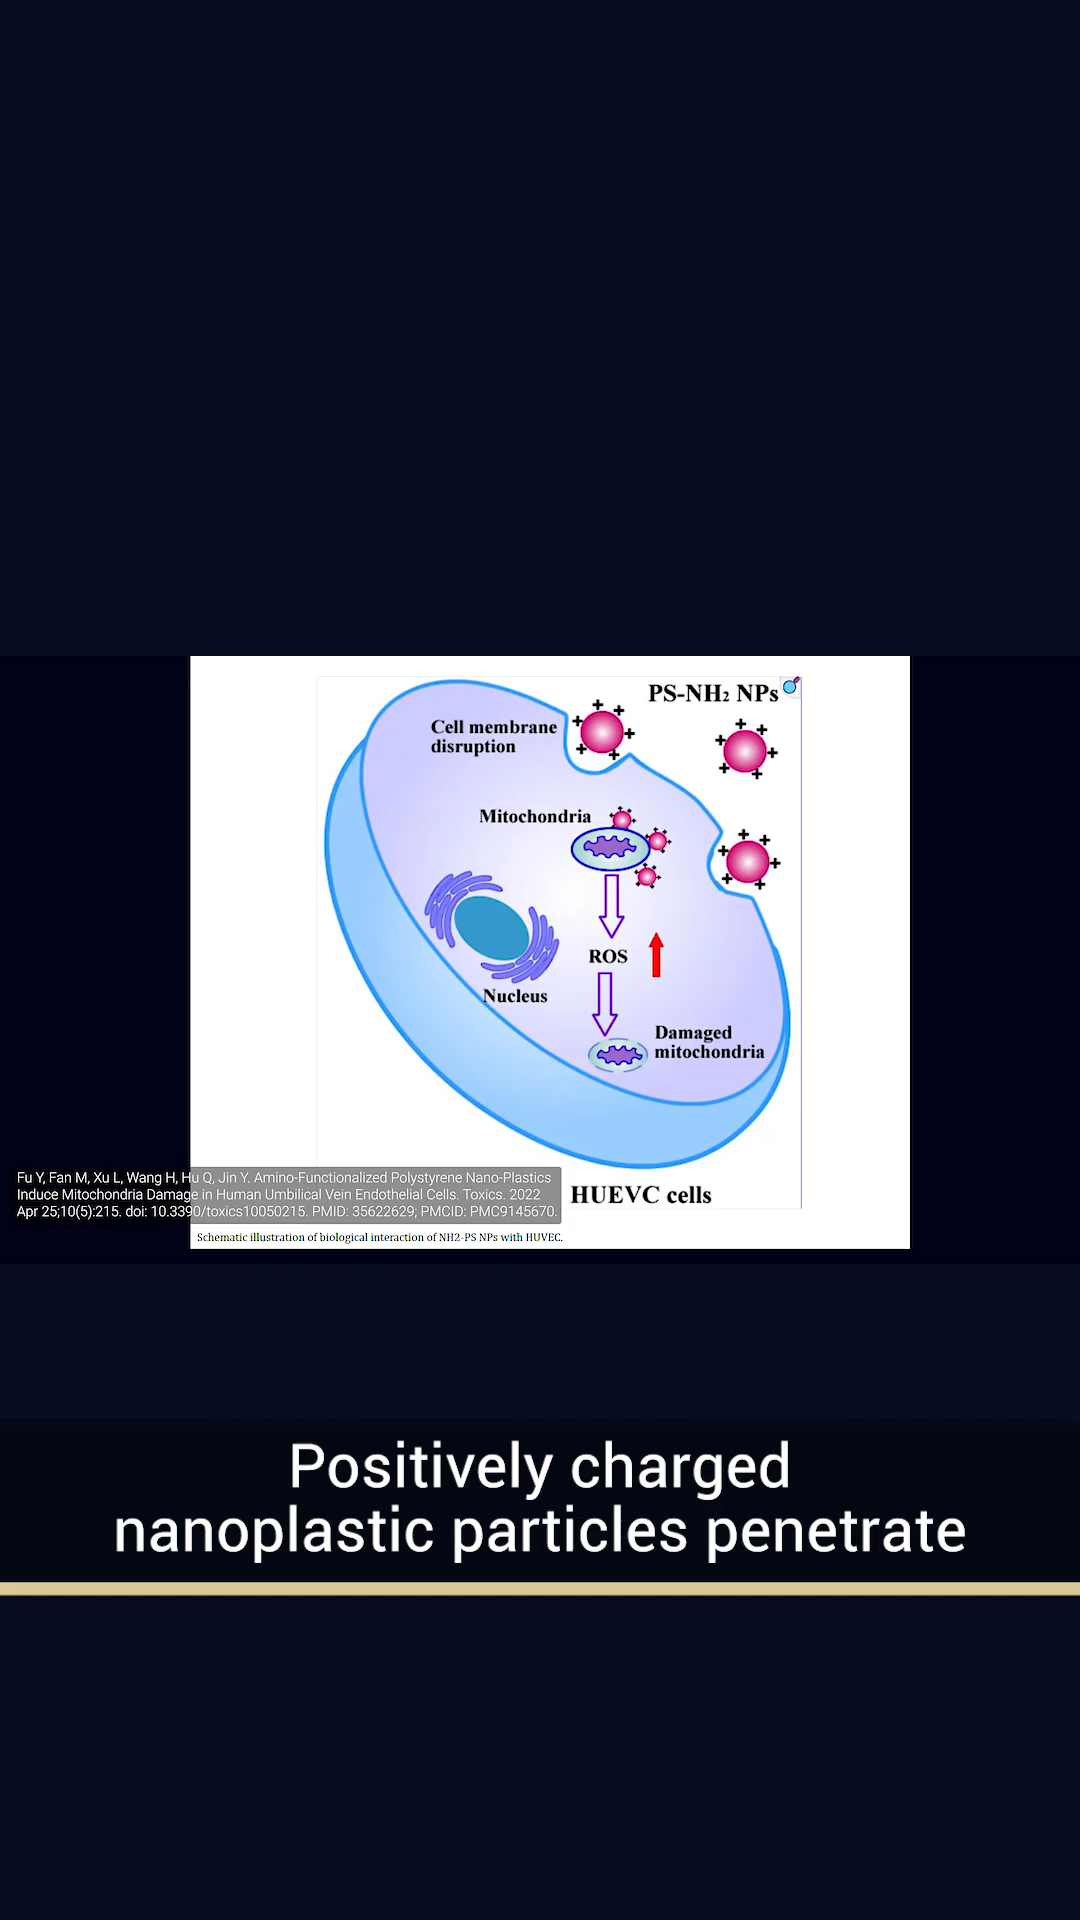 PS-NH₂ NPs
Cell membrane
disruption
Mitochondria
ROS
Nucleus
Damaged
mitochondria
Fu Y, Fan M, Xu L, Wang H, Hu Q, Jin Y. Amino-Functionalized Polystyrene Nano-Plastics
Induce Mitochondria Damage in Human Umbilical Vein Endothelial Cells. Toxics. 2022
Apr 25;10(5):215. doi: 10.3390/toxics10050215. PMID: 35622629; PMCID: PMC9145670.
HUEVC cells
Schematic illustration of biological interaction of NH2-PS NPs with HUVEC.
Positively charged
nanoplastic particles penetrate